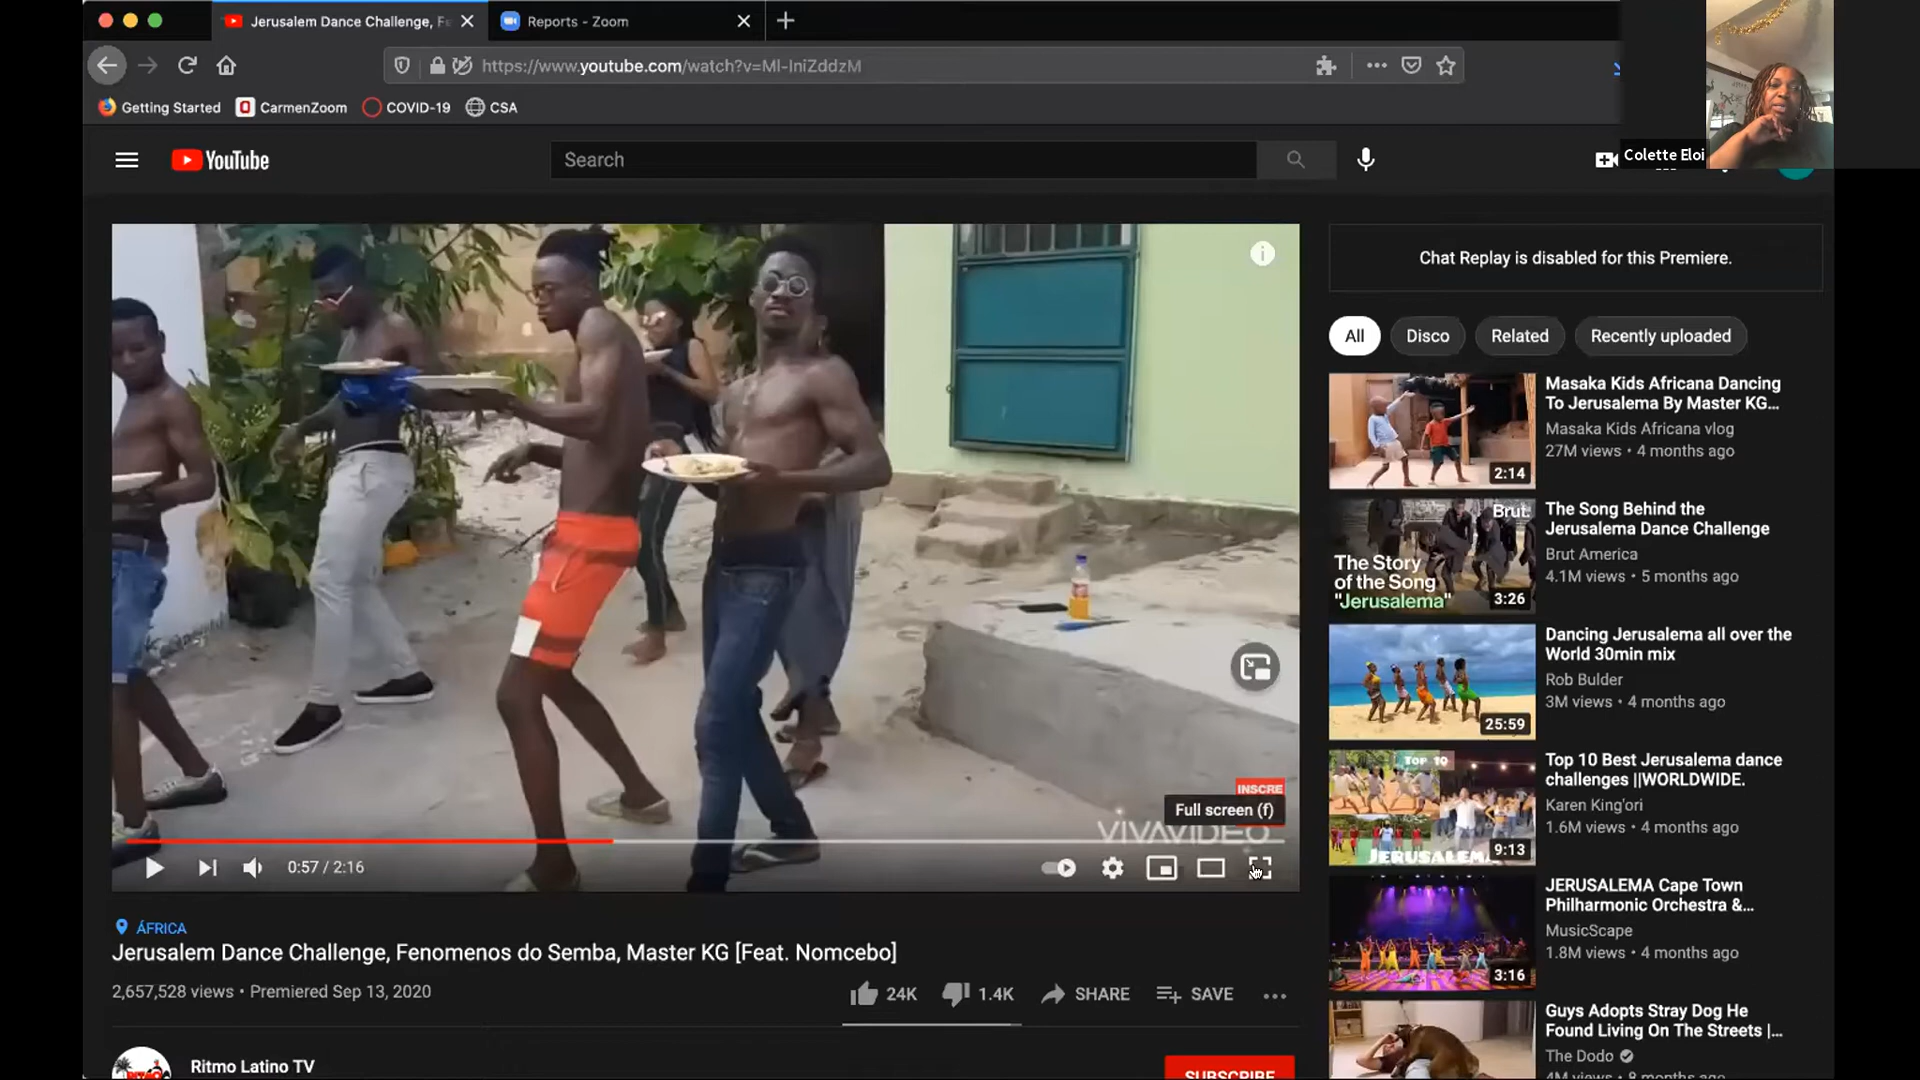 Jerusalem Dance Challenge, Fe
Reports - Zoom
https://www.youtube.com/watch?v=MI-IniZddzM
Getting Started
CarmenZoom
COVID-19
CSA
Colette Eloi
YouTube
Search
Chat Replay is disabled for this Premiere.
All
Disco
Related
Recently uploaded
Masaka Kids Africana Dancing
To Jerusalema By Master KG...
Masaka Kids Africana vlog
27M views • 4 months ago
2:14
Brut.
The Story
of the Song
"Jerusalema"
3:26
The Song Behind the
Jerusalema Dance Challenge
Brut America
4.1M views • 5 months ago
25:59
Dancing Jerusalema all over the
World 30min mix
Rob Bulder
3M views • 4 months ago
TOP 10
JERUSALEM
9:13
Top 10 Best Jerusalema dance
challenges ||WORLDWIDE.
Karen King'ori
1.6M views • 4 months ago
3:16
JERUSALEMA Cape Town
Philharmonic Orchestra &...
MusicScape
1.8M views • 4 months ago
Guys Adopts Stray Dog He
Found Living On The Streets |...
The Dodo
4M views • 8 months ago
INSCRE
Full screen (f)
VIVAVIDEO
0:57 / 2:16
ÁFRICA
Jerusalem Dance Challenge, Fenomenos do Semba, Master KG [Feat. Nomcebo]
2,657,528 views • Premiered Sep 13, 2020
24K
1.4K
SHARE
SAVE
Ritmo Latino TV
SUBSCRIBE